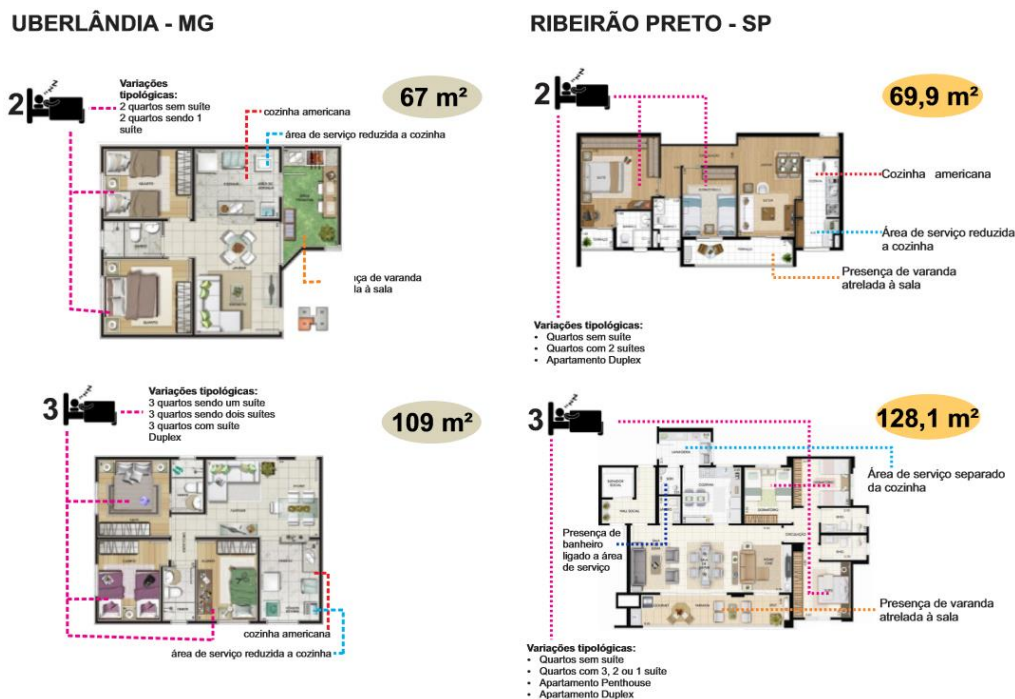 UBERLÂNDIA - MG
2
Variações
tipológicas:
2 quartos sem suíte
2 quartos sendo 1
suíte
67 m²
cozinha americana
área de serviço reduzida a cozinha
ça de varanda
la à sala
3
Variações tipológicas:
3 quartos sendo um suíte
3 quartos sendo dois suítes
3 quartos com suíte
Duplex
109 m²
cozinha americana
área de serviço reduzida a cozinha
RIBEIRÃO PRETO - SP
2
69,9 m²
Cozinha americana
Área de serviço reduzida
a cozinha
Presença de varanda
atrelada à sala
Variações tipológicas:
• Quartos sem suíte
• Quartos com 2 suítes
• Apartamento Duplex
3
128,1 m²
Área de serviço separado
da cozinha
Presença de
banheiro
ligado a área
de serviço
Presença de varanda
atrelada à sala
Variações tipológicas:
• Quartos sem suíte
• Quartos com 3, 2 ou 1 suíte
• Apartamento Penthouse
• Apartamento Duplex